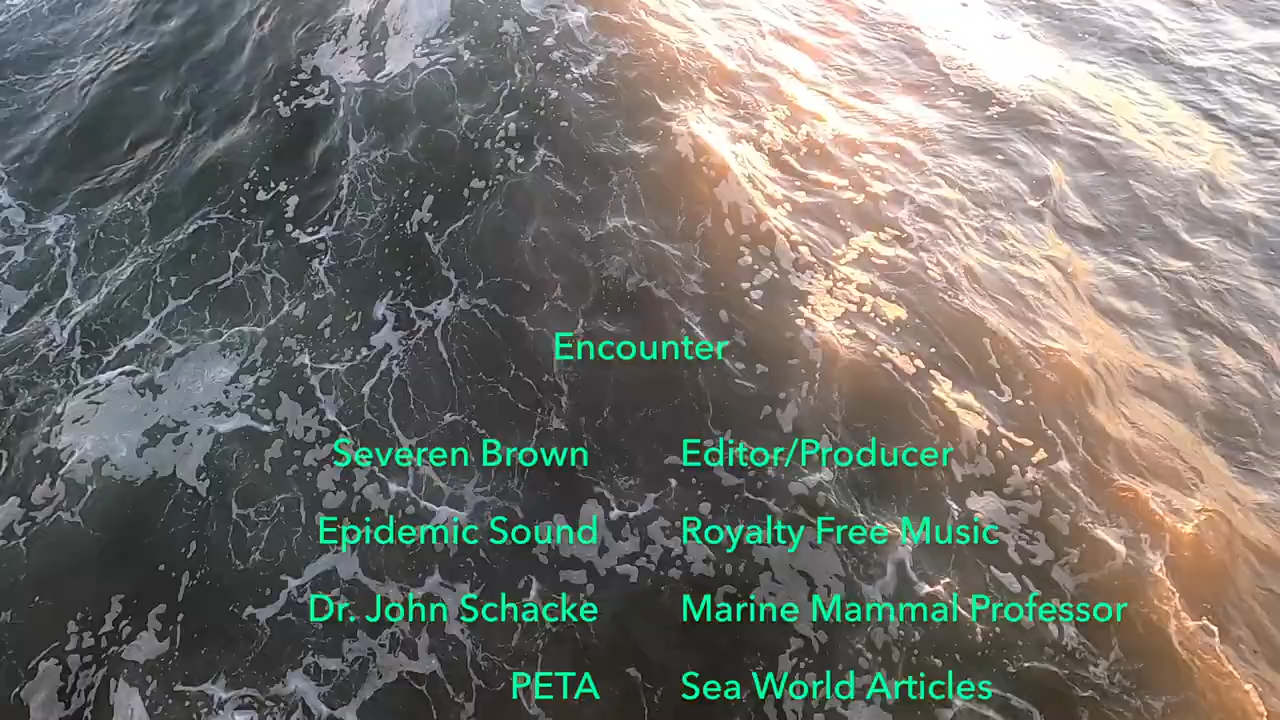 Encounter
Severen Brown Editor/Producer
Epidemic Sound Royalty Free Music
Dr. John Schacke Marine Mammal Professor
PETA Sea World Articles